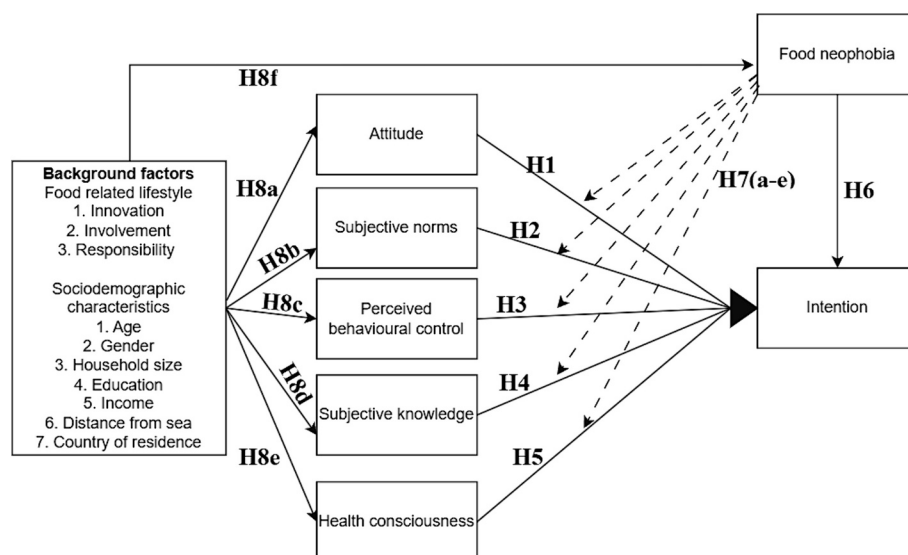 Food neophobia
H8f
Attitude
H1
H7(a-e)
H6
Background factors
Food related lifestyle
1. Innovation
2. Involvement
3. Responsibility
Sociodemographic
characteristics
1. Age
2. Gender
3. Household size
4. Education
5. Income
6. Distance from sea
7. Country of residence
H8a
H8b
H8c
H8d
H8e
Subjective norms
H2
Perceived
behavioural control
H3
Intention
Subjective knowledge
H4
Health consciousness
H5